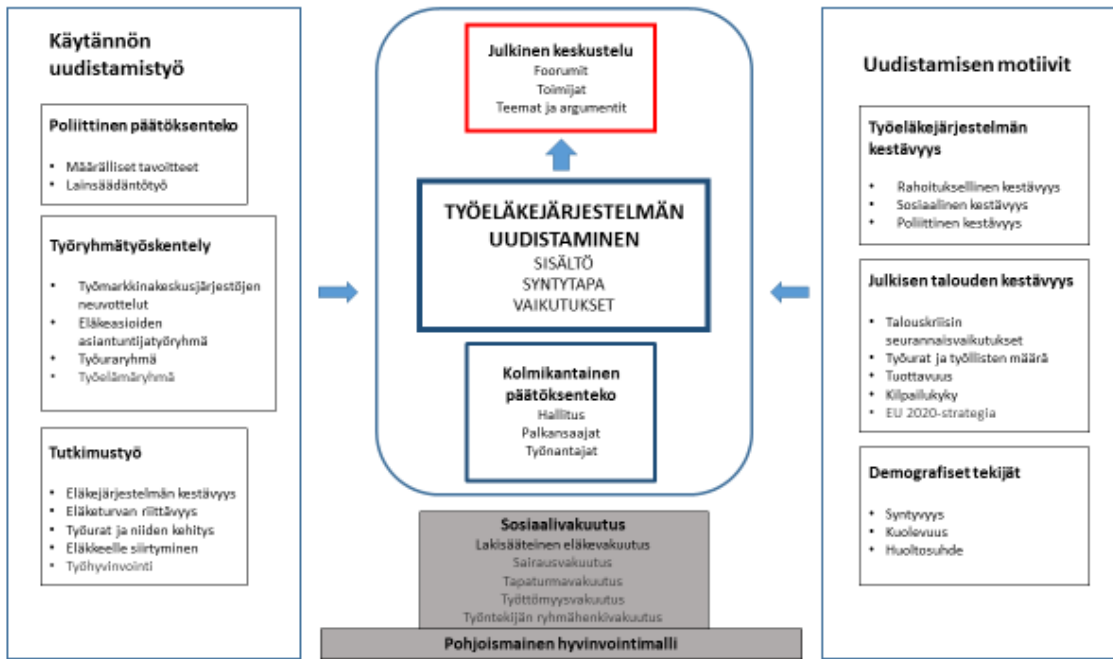 Käytännön
uudistamistyö
Poliittinen päätöksenteko
• Määrälliset tavoitteet
• Lainsäädäntötyö
Työryhmätyöskentely
• Työmarkkinakeskusjärjestöjen
neuvottelut
• Eläkeasioiden
asiantuntijatyöryhmä
• Työuraryhmä
• Työelämäryhmä
Tutkimustyö
• Eläkejärjestelmän kestävyys
• Eläketurvan riittävyys
• Työurat ja niiden kehitys
• Eläkkeelle siirtyminen
• Työhyvinvointi
Julkinen keskustelu
Foorumit
Toimijat
Teemat ja argumentit
TYÖELÄKEJÄRJESTELMÄN
UUDISTAMINEN
SISÄLTÖ
SYNTYTAPA
VAIKUTUKSET
Kolmikantainen
päätöksenteko
Hallitus
Palkansaajat
Työnantajat
Sosiaalivakuutus
Lakisääteinen eläkevakuutus
Sairausvakuutus
Tapaturmavakuutus
Työttömyysvakuutus
Työntekijän ryhmähenkivakuutus
Pohjoismainen hyvinvointimalli
Uudistamisen motiivit
Työeläkejärjestelmän
kestävyys
• Rahoituksellinen kestävyys
• Sosiaalinen kestävyys
• Poliittinen kestävyys
Julkisen talouden kestävyys
• Talouskriisin
seurannaisvaikutukset
• Työurat ja työllisten määrä
• Tuottavuus
• Kilpailukyky
• EU 2020-strategia
Demografiset tekijät
• Syntyvyys
• Kuolevuus
• Huoltosuhde